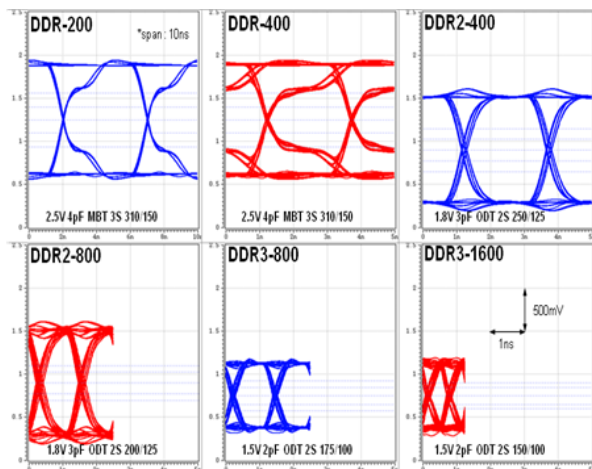 DDR-200
*span : 10ns
2.5V 4pF MBT 3S 310/150
DDR-400
2.5V 4pF MBT 3S 310/150
DDR2-400
1.8V 3pF ODT 2S 250/125
DDR2-800
1.8V 3pF ODT 2S 200/125
DDR3-800
1.5V 2pF ODT 2S 175/100
DDR3-1600
500mV
1ns
1.5V 2pF ODT 2S 150/100